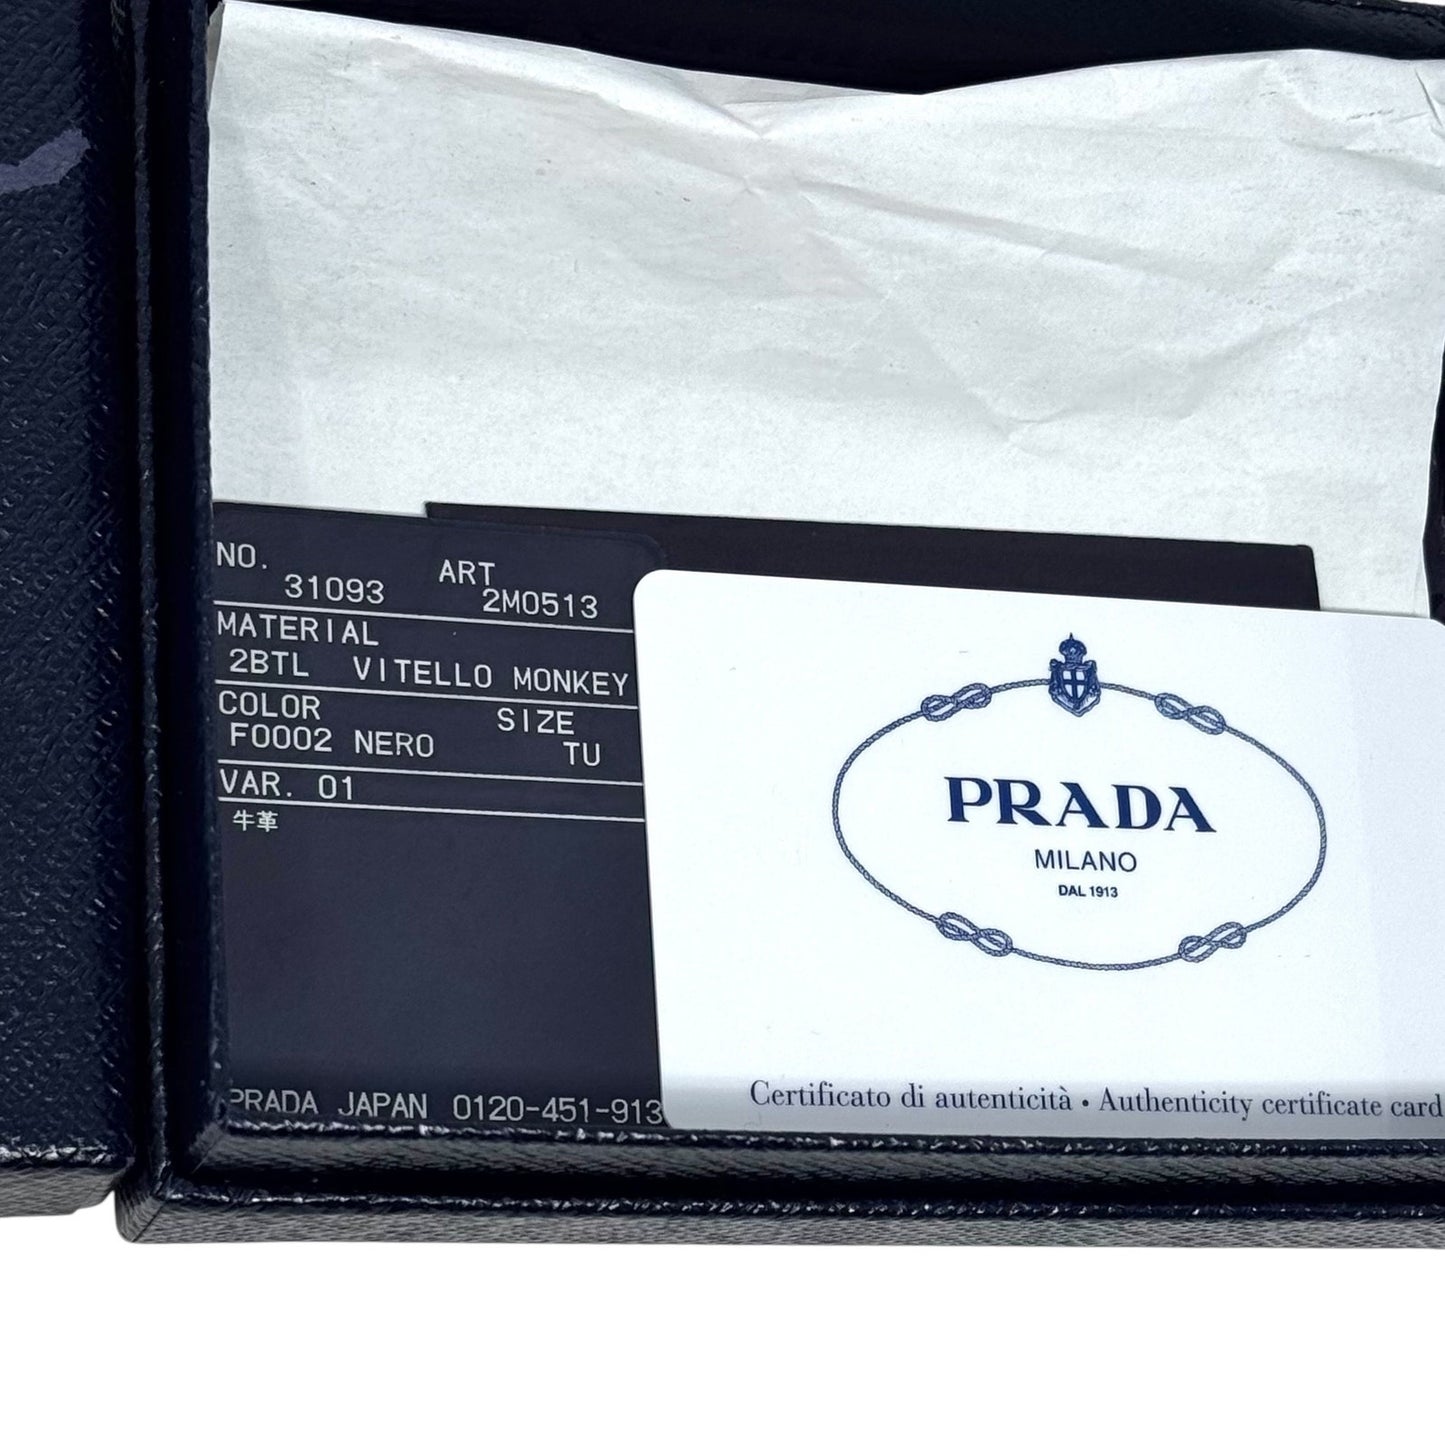 NO. ART
31093 2M0513
MATERIAL
2BTL VITELLO MONKEY
COLOR SIZE
F0002 NERO TU
VAR. 01
牛革
PRADA JAPAN 0120-451-913
PRADA
MILANO
DAL 1913
Certificato di autenticità • Authenticity certificate card